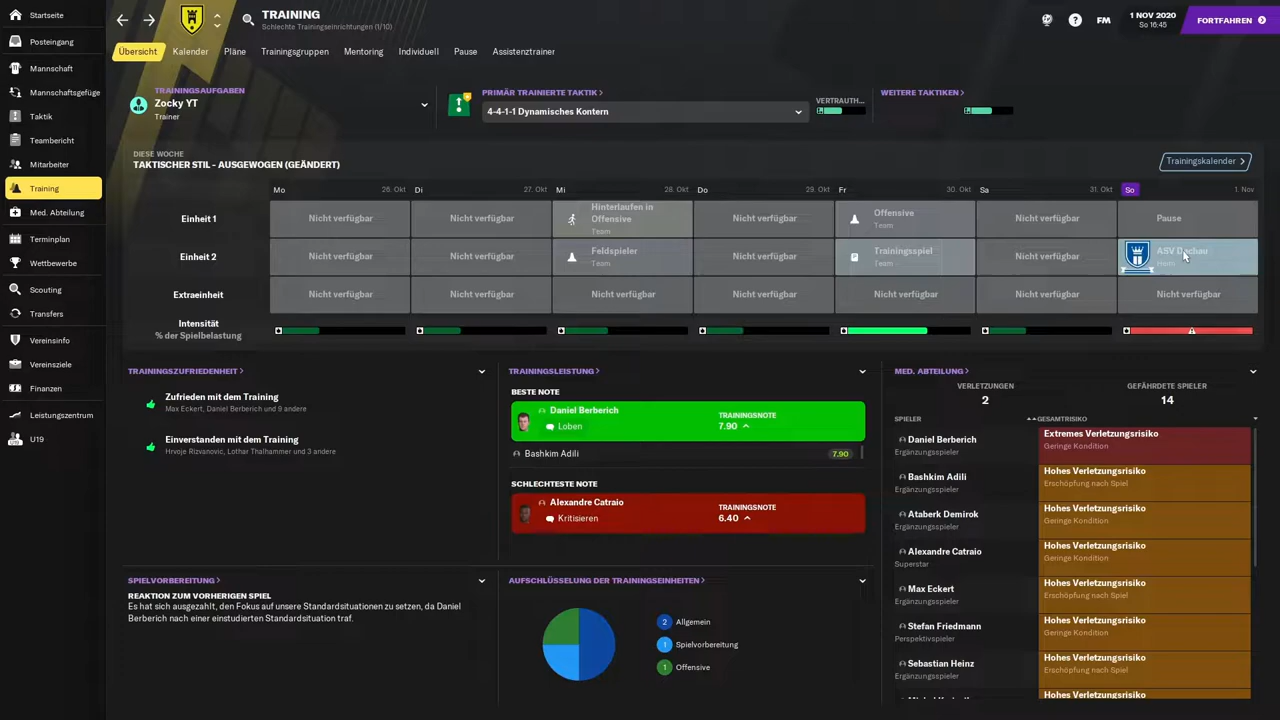 Startseite
Posteingang
Mannschaft
Mannschaftsgefüge
Taktik
Teambericht
Mitarbeiter
Training
Med. Abteilung
Terminplan
Wettbewerbe
Scouting
Transfers
Vereinsinfo
Vereinsziele
Finanzen
Leistungszentrum
U19
TRAINING
Schlechte Trainingseinrichtungen (1/10)
FM
1 NOV 2020
So 16:45
FORTFAHREN
Übersicht Kalender Pläne Trainingsgruppen Mentoring Individuell Pause Assistenztrainer
TRAININGSAUFGABEN
Zocky YT
Trainer
PRIMÄR TRAINIERTE TAKTIK
4-4-1-1 Dynamisches Kontern
VERTRAUTH...
WEITERE TAKTIKEN
DIESE WOCHE
TAKTISCHER STIL - AUSGEWOGEN (GEÄNDERT)
Trainingskalender
Mo 26. Okt Di 27. Okt Mi 28. Okt Do 29. Okt Fr 30. Okt Sa 31. Okt So 1. Nov
Einheit 1
Nicht verfügbar
Nicht verfügbar
Hinterlaufen in
Offensive
Team
Nicht verfügbar
Offensive
Team
Nicht verfügbar
Pause
Einheit 2
Nicht verfügbar
Nicht verfügbar
Feldspieler
Team
Nicht verfügbar
Trainingsspiel
Team
Nicht verfügbar
ASV Dachau
Heim
Extraeinheit
Nicht verfügbar
Nicht verfügbar
Nicht verfügbar
Nicht verfügbar
Nicht verfügbar
Nicht verfügbar
Nicht verfügbar
Intensität
% der Spielbelastung
TRAININGSZUFRIEDENHEIT
Zufrieden mit dem Training
Max Eckert, Daniel Berberich und 9 andere
Einverstanden mit dem Training
Hrvoje Rizvanovic, Lothar Thalhammer und 3 andere
TRAININGSLEISTUNG
BESTE NOTE
Daniel Berberich
Loben
TRAININGSNOTE
7.90
Bashkim Adili 7.90
SCHLECHTESTE NOTE
Alexandre Catraio
Kritisieren
TRAININGSNOTE
6.40
MED. ABTEILUNG
VERLETZUNGEN
2
GEFÄHRDETE SPIELER
14
SPIELER GESAMTRISIKO
Daniel Berberich
Ergänzungsspieler
Extremes Verletzungsrisiko
Geringe Kondition
Bashkim Adili
Ergänzungsspieler
Hohes Verletzungsrisiko
Erschöpfung nach Spiel
Ataberk Demirok
Ergänzungsspieler
Hohes Verletzungsrisiko
Geringe Kondition
Alexandre Catraio
Superstar
Hohes Verletzungsrisiko
Geringe Kondition
Max Eckert
Ergänzungsspieler
Hohes Verletzungsrisiko
Erschöpfung nach Spiel
Stefan Friedmann
Perspektivspieler
Hohes Verletzungsrisiko
Geringe Kondition
Sebastian Heinz
Ergänzungsspieler
Hohes Verletzungsrisiko
Erschöpfung nach Spiel
Hohes Verletzungsrisiko
SPIELVORBEREITUNG
REAKTION ZUM VORHERIGEN SPIEL
Es hat sich ausgezahlt, den Fokus auf unsere Standardsituationen zu setzen, da Daniel
Berberich nach einer einstudierten Standardsituation traf.
AUFSCHLÜSSELUNG DER TRAININGSEINHEITEN
2 Allgemein
1 Spielvorbereitung
1 Offensive